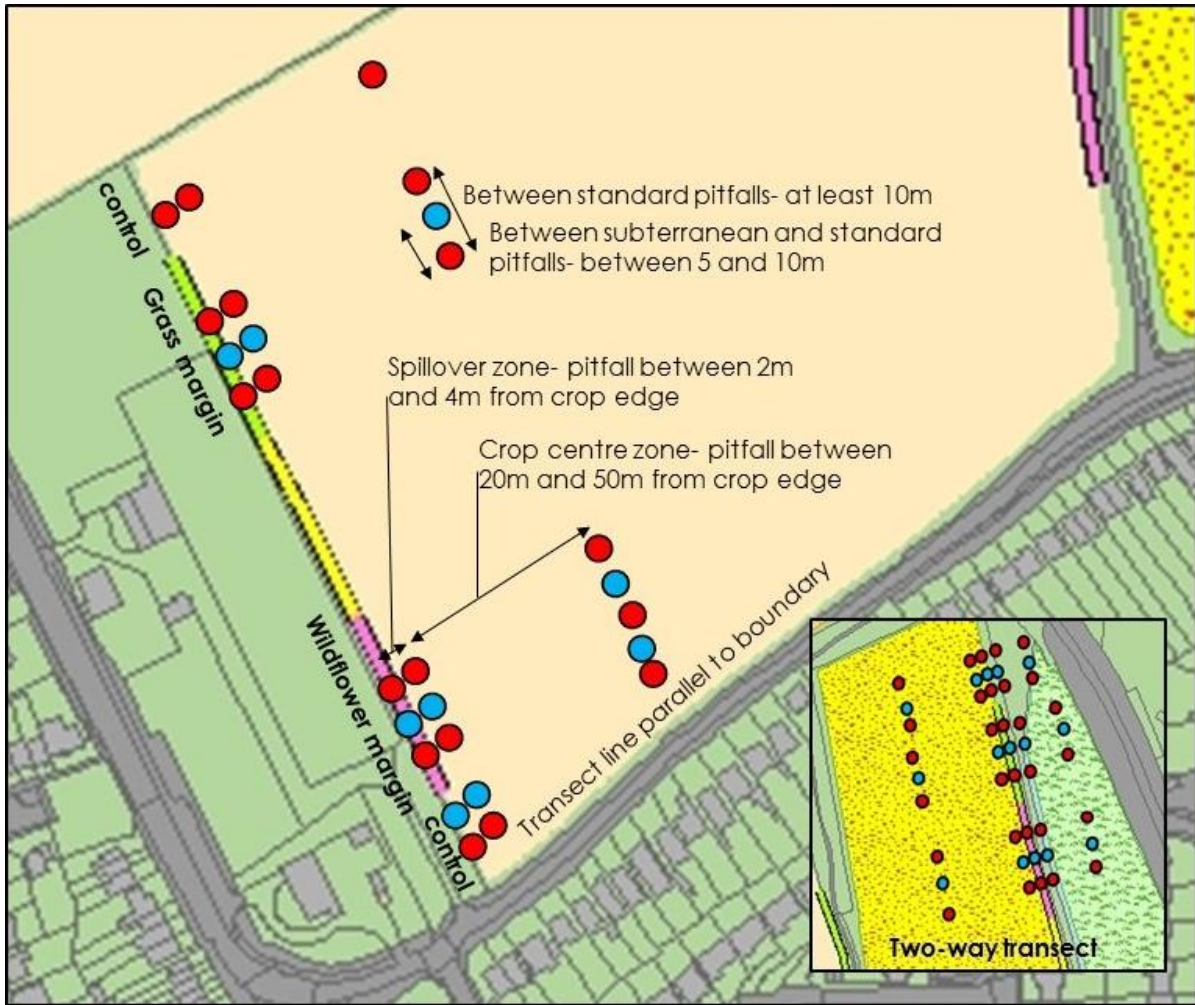 control
Between standard pitfalls- at least 10m
Between subterranean and standard
pitfalls- between 5 and 10m
Grass margin
Spillover zone- pitfall between 2m
and 4m from crop edge
Crop centre zone- pitfall between
20m and 50m from crop edge
Wildflower margin
Transect line parallel to boundary
control
Two-way transect